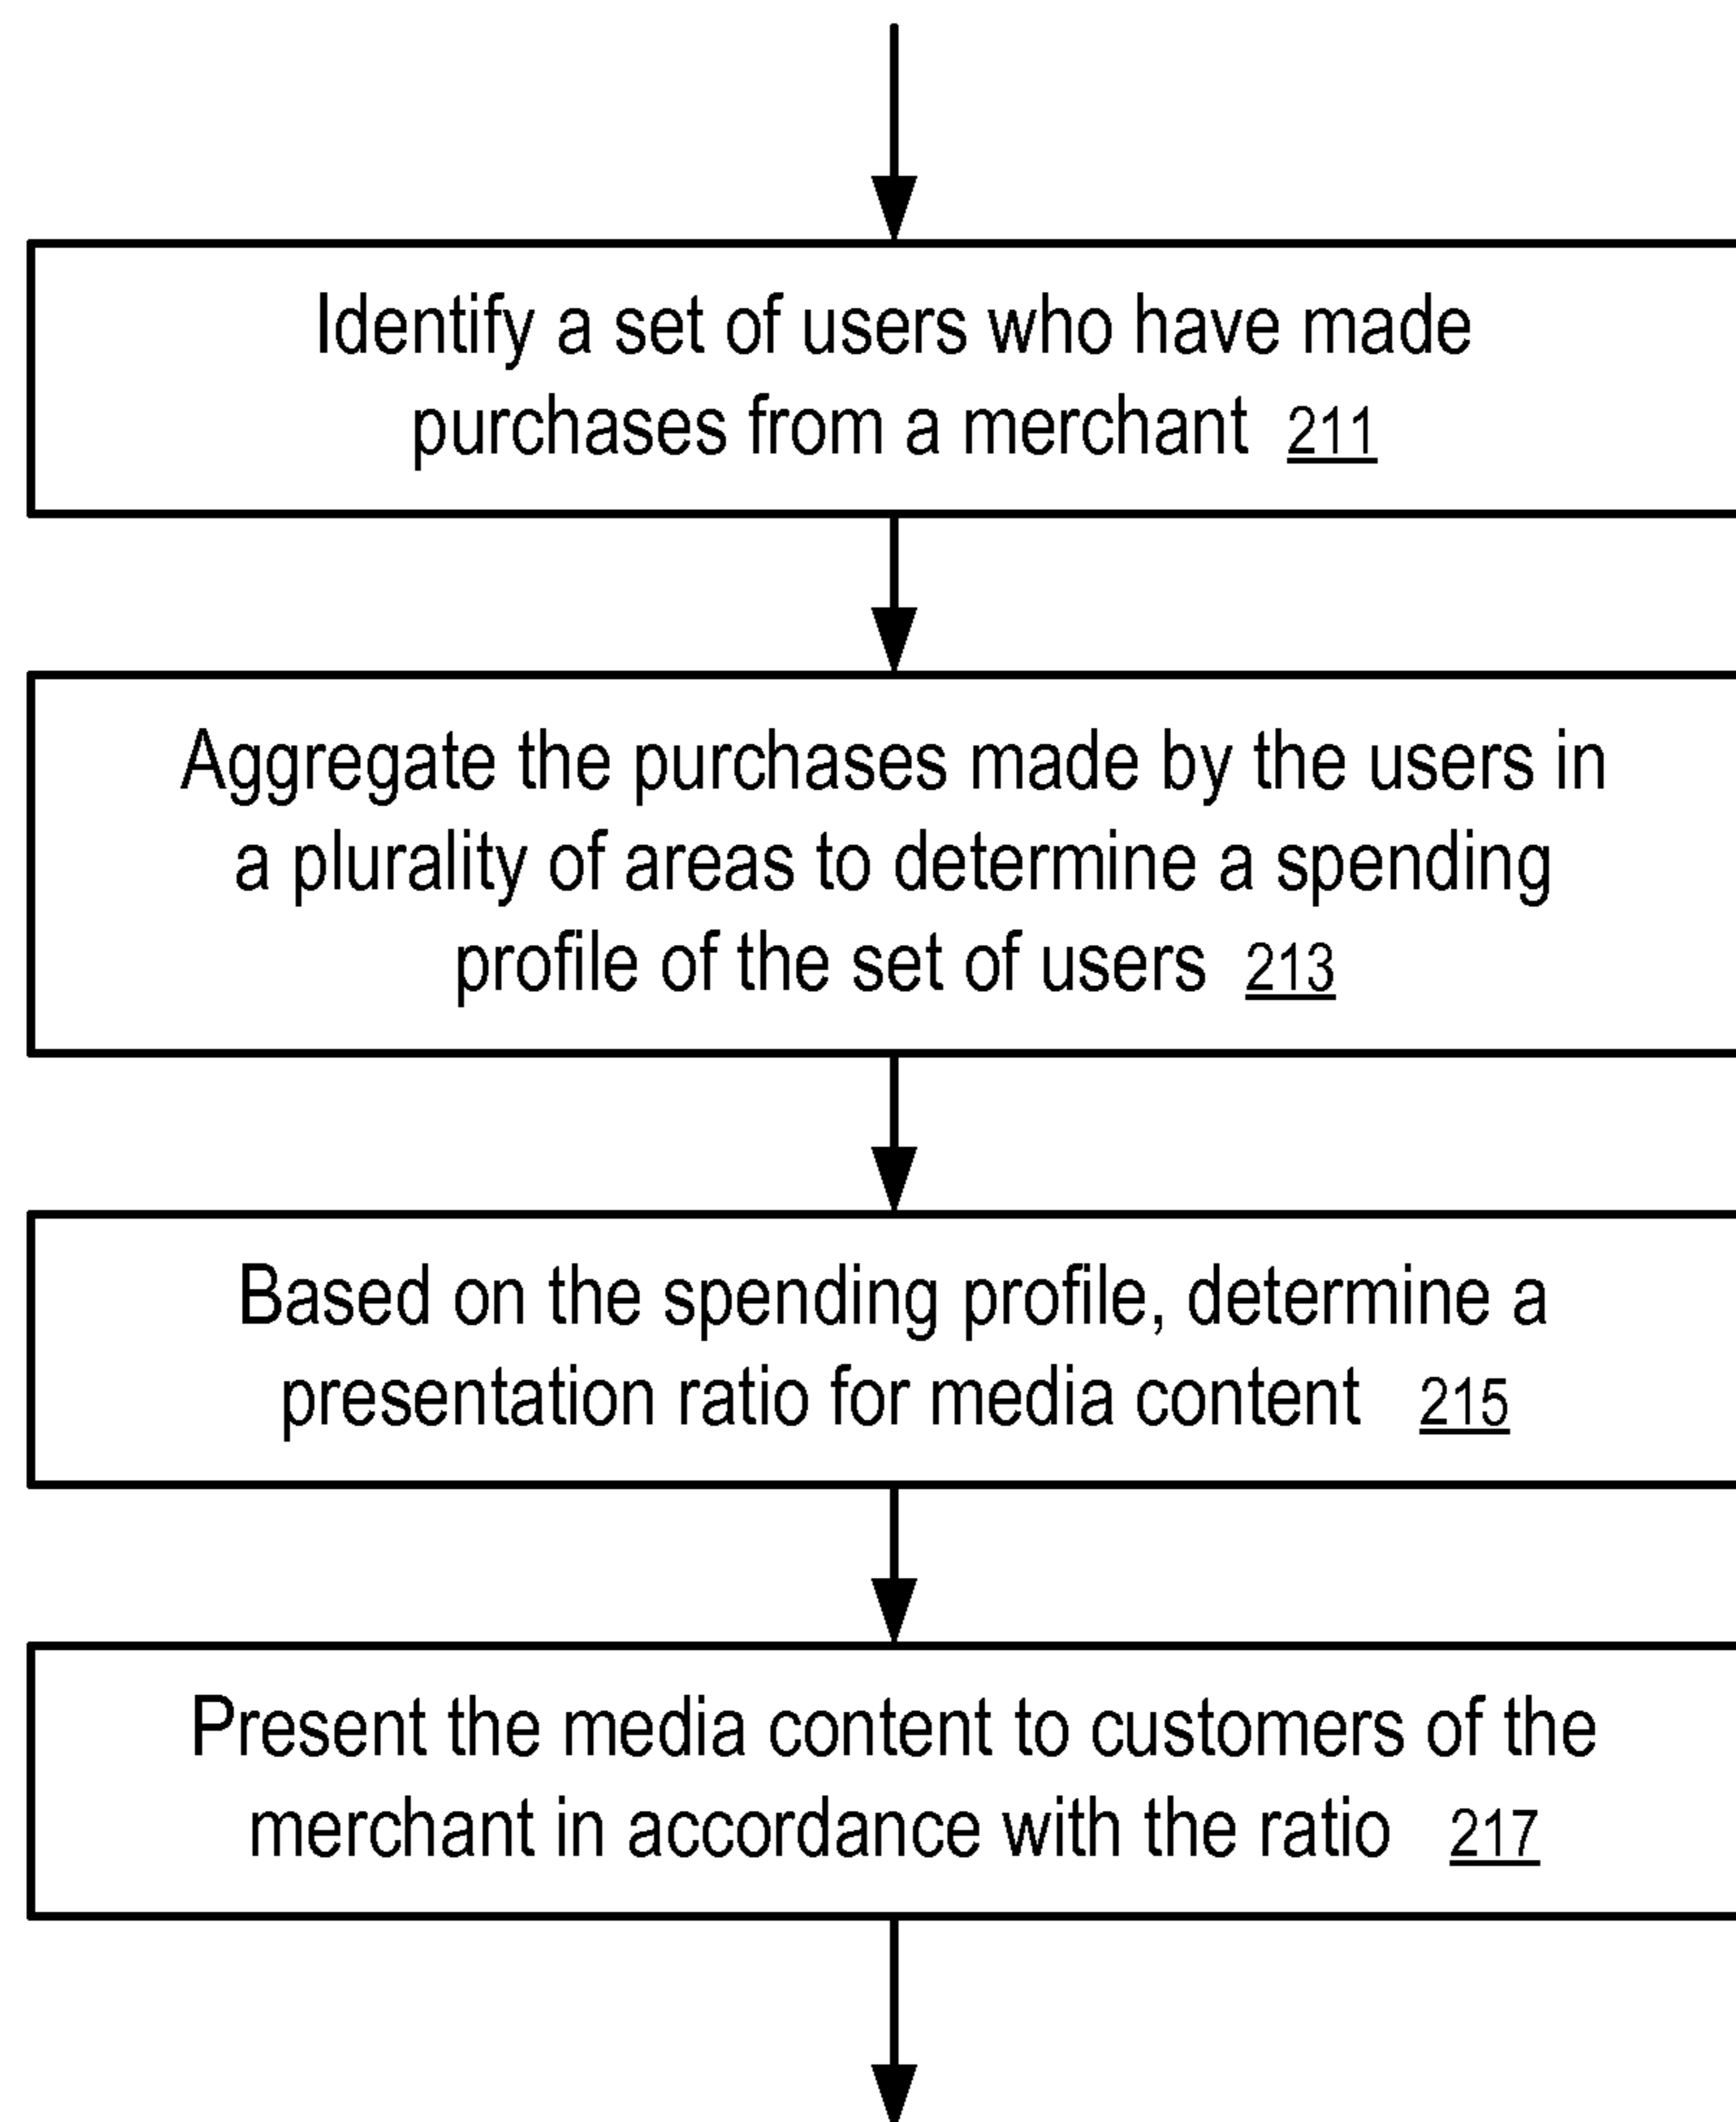 Identify a set of users who have made
purchases from a merchant 211
Aggregate the purchases made by the users in
a plurality of areas to determine a spending
profile of the set of users 213
Based on the spending profile, determine a
presentation ratio for media content 215
Present the media content to customers of the
merchant in accordance with the ratio 217